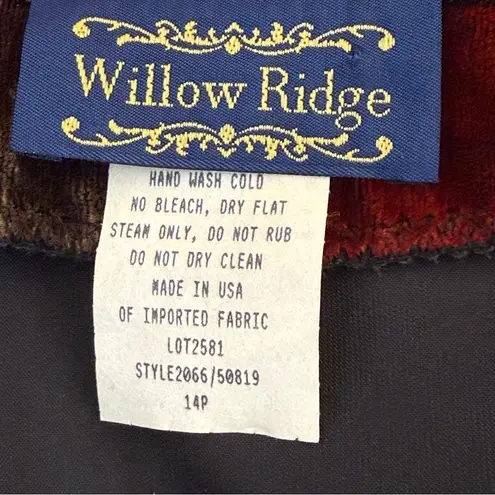 Willow Ridge
HAND WASH COLD
NO BLEACH, DRY FLAT
STEAM ONLY, DO NOT RUB
DO NOT DRY CLEAN
MADE IN USA
OF IMPORTED FABRIC
LOT2581
STYLE2066/50819
14P